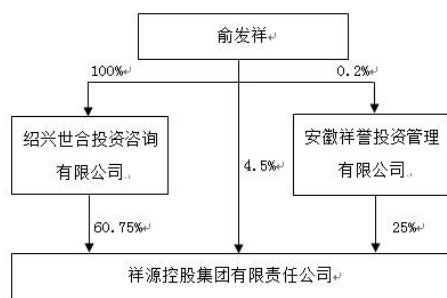 俞发祥
100%
0.2%
绍兴世合投资咨询
有限公司
安徽祥誉投资管理
有限公司
4.5%
60.75%
25%
祥源控股集团有限责任公司